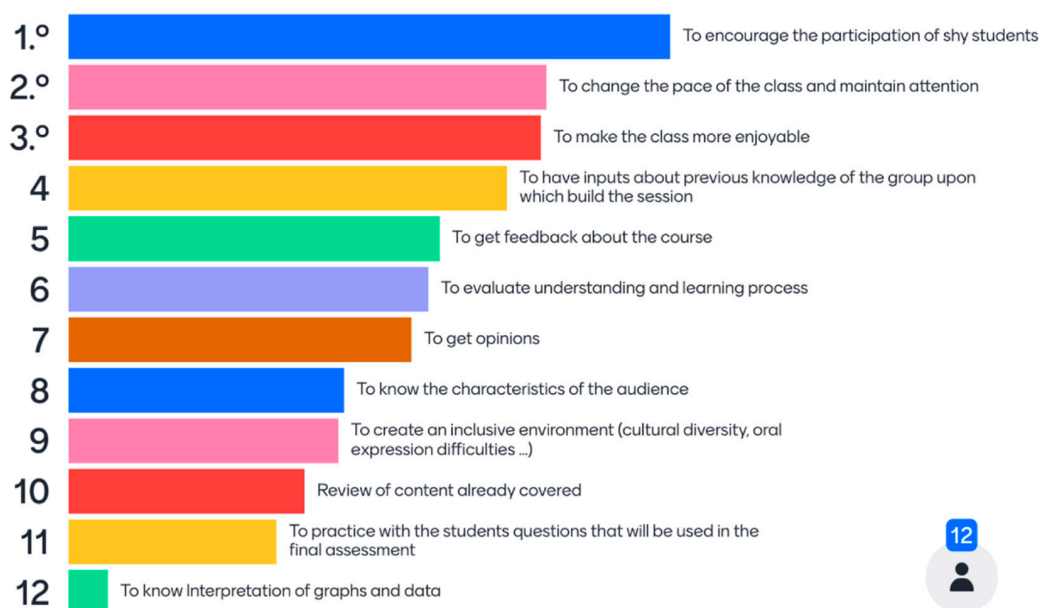 1.º To encourage the participation of shy students
2.º To change the pace of the class and maintain attention
3.º To make the class more enjoyable
4 To have inputs about previous knowledge of the group upon
which build the session
5 To get feedback about the course
6 To evaluate understanding and learning process
7 To get opinions
8 To know the characteristics of the audience
9 To create an inclusive environment (cultural diversity, oral
expression difficulties ...)
10 Review of content already covered
11 To practice with the students questions that will be used in the
final assessment
12 To know Interpretation of graphs and data
12